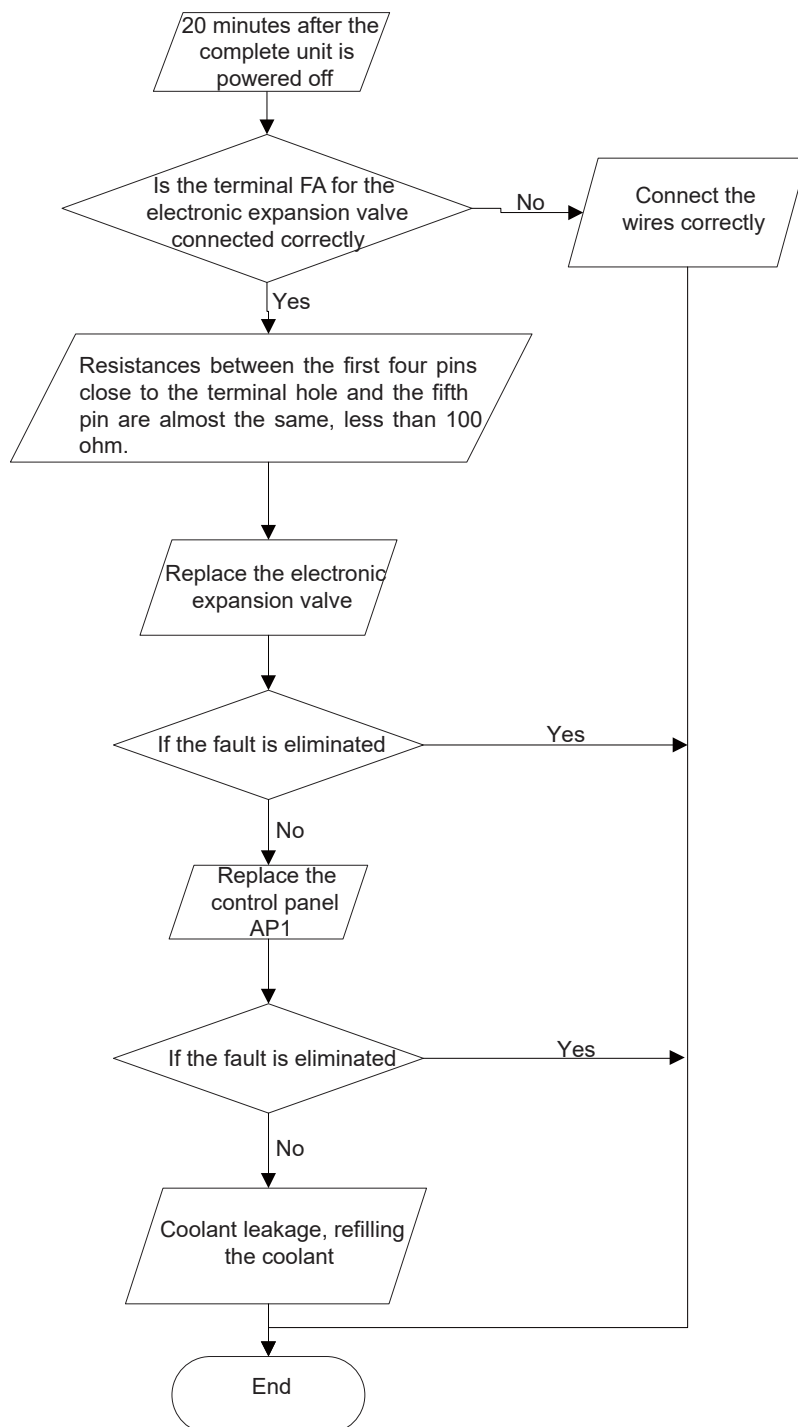 20 minutes after the
complete unit is
powered off
Is the terminal FA for the
electronic expansion valve
connected correctly
No
Connect the
wires correctly
Yes
Resistances between the first four pins
close to the terminal hole and the fifth
pin are almost the same, less than 100
ohm.
Replace the electronic
expansion valve
If the fault is eliminated
Yes
No
Replace the
control panel
AP1
If the fault is eliminated
Yes
No
Coolant leakage, refilling
the coolant
End